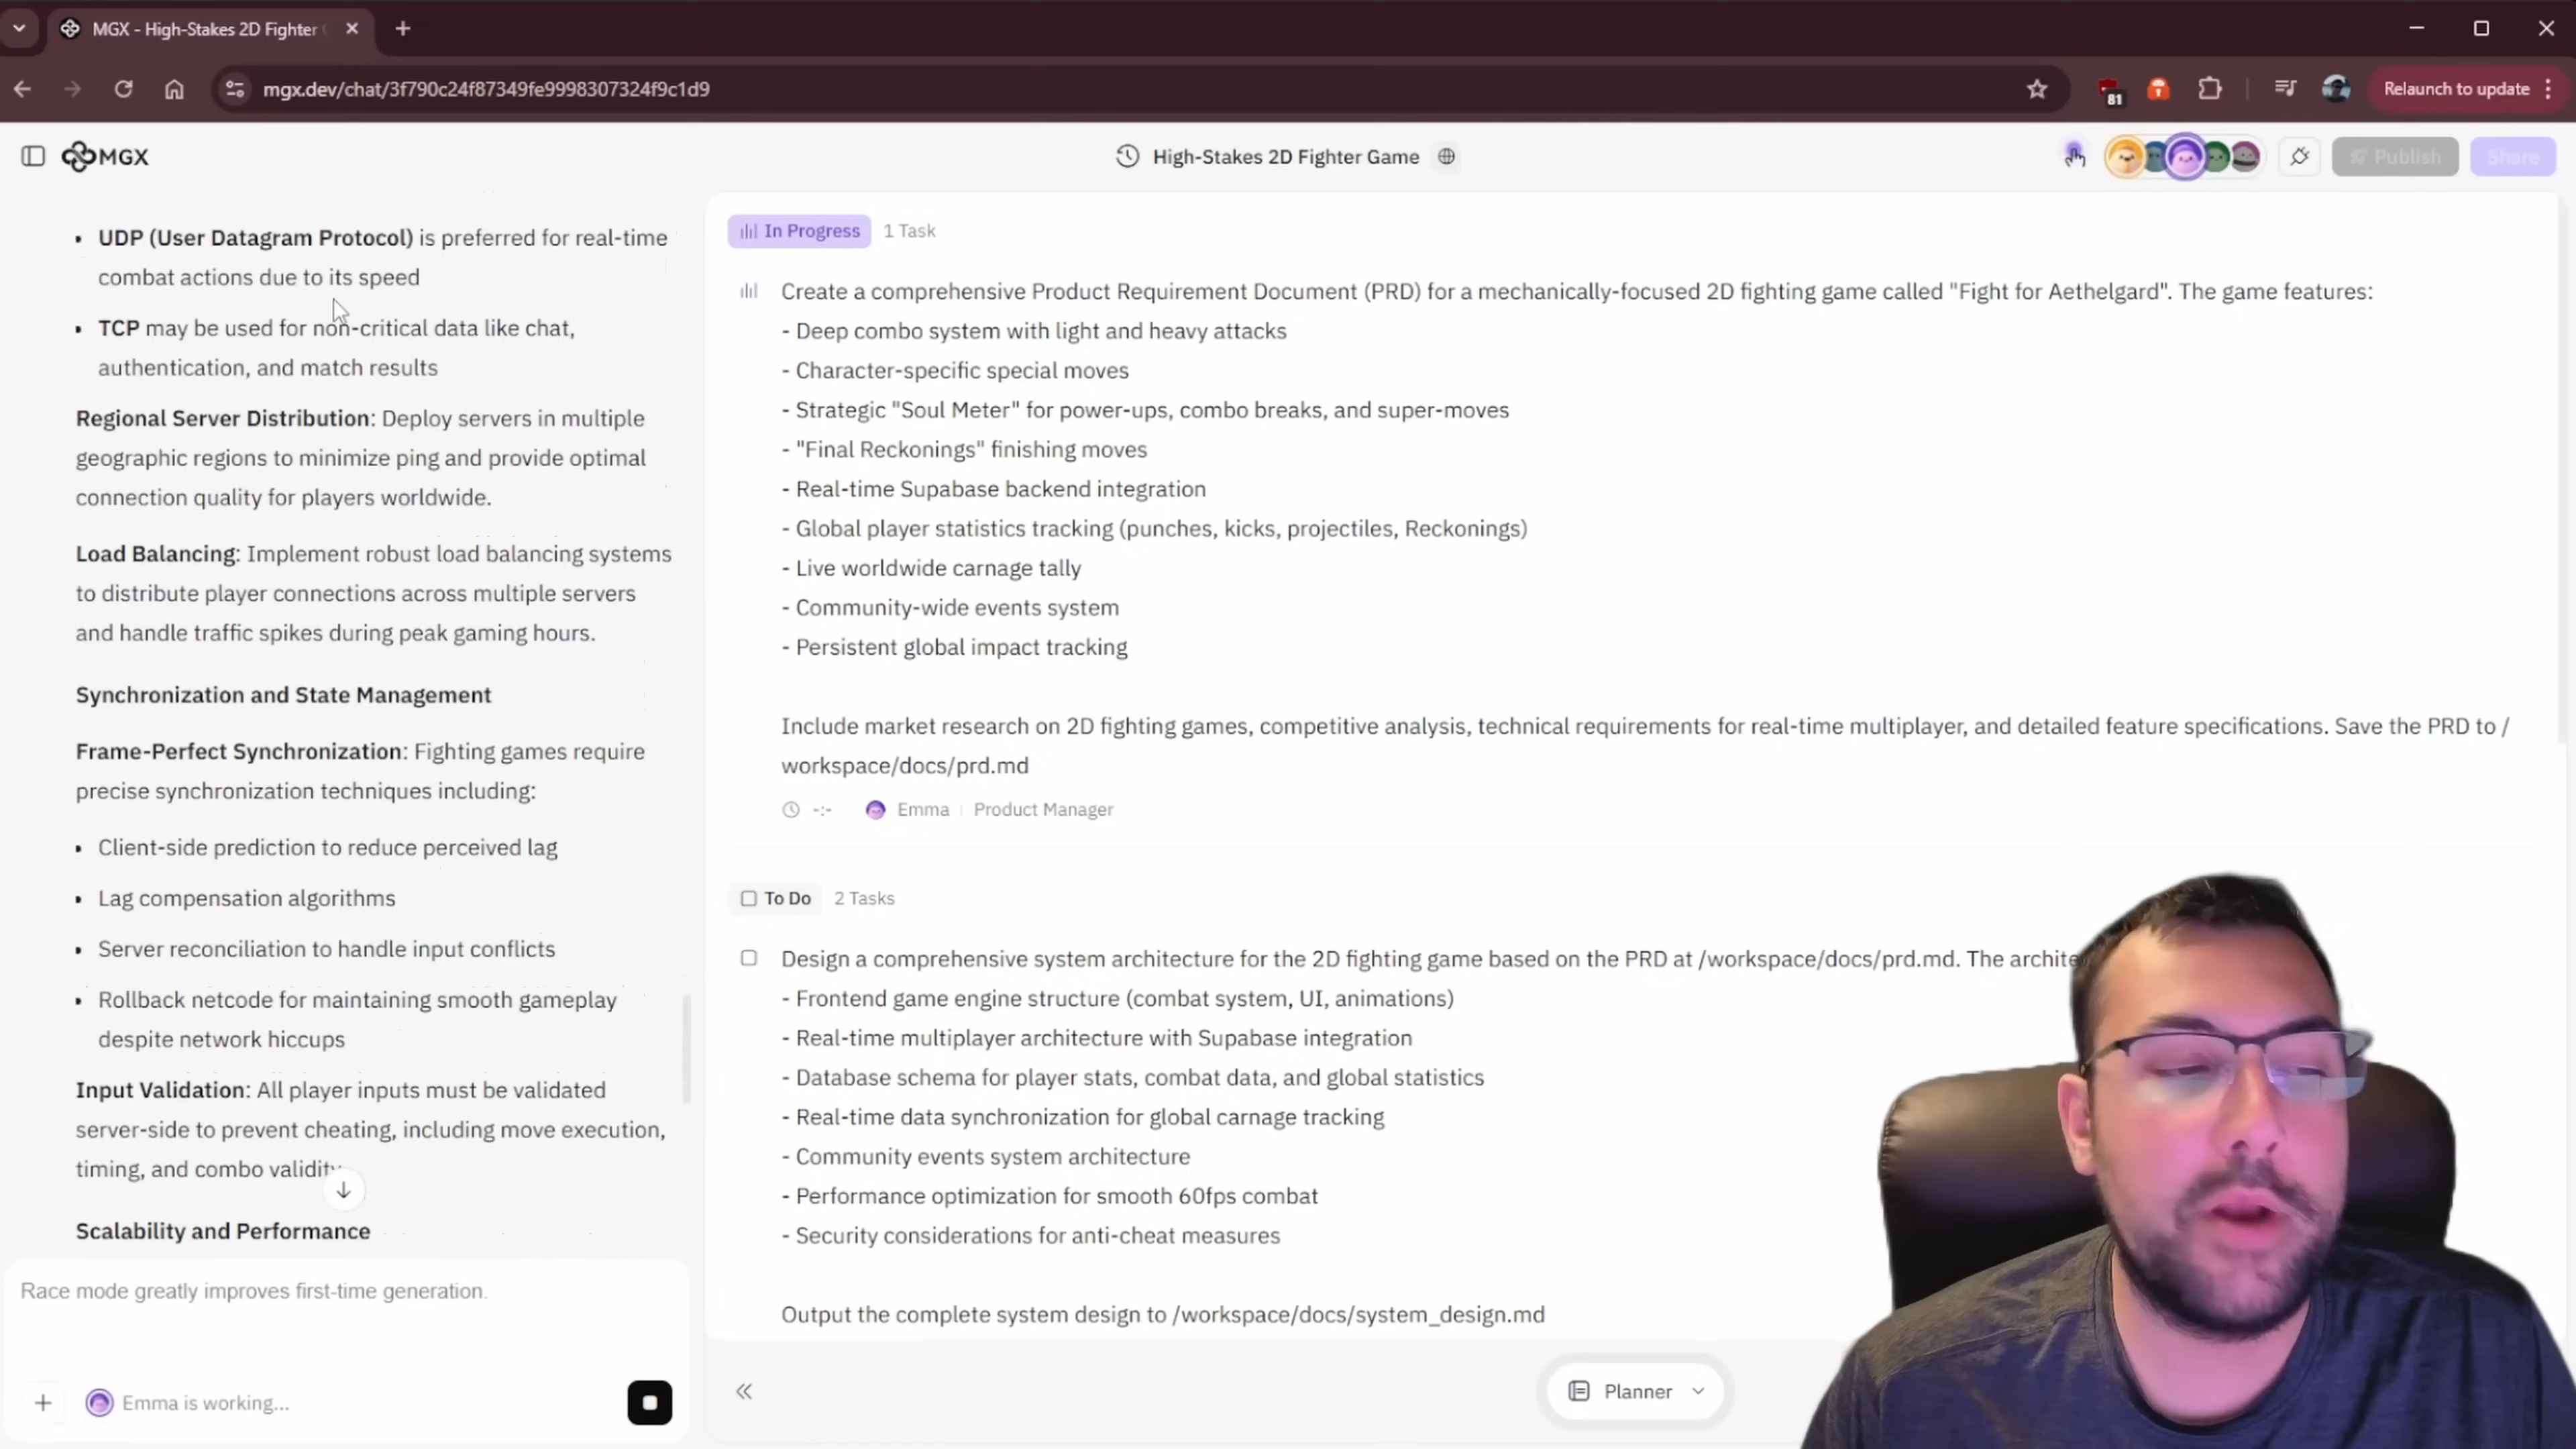 MGX - High-Stakes 2D Fighter
mgx.dev/chat/3f790c24f87349fe9998307324f9c1d9
81
Relaunch to update
MGX
High-Stakes 2D Fighter Game
Publish
Share
• UDP (User Datagram Protocol) is preferred for real-time
combat actions due to its speed
• TCP may be used for non-critical data like chat,
authentication, and match results
Regional Server Distribution: Deploy servers in multiple
geographic regions to minimize ping and provide optimal
connection quality for players worldwide.
Load Balancing: Implement robust load balancing systems
to distribute player connections across multiple servers
and handle traffic spikes during peak gaming hours.
Synchronization and State Management
Frame-Perfect Synchronization: Fighting games require
precise synchronization techniques including:
• Client-side prediction to reduce perceived lag
• Lag compensation algorithms
• Server reconciliation to handle input conflicts
• Rollback netcode for maintaining smooth gameplay
despite network hiccups
Input Validation: All player inputs must be validated
server-side to prevent cheating, including move execution,
timing, and combo validity
Scalability and Performance
Race mode greatly improves first-time generation.
Emma is working...
In Progress 1 Task
Create a comprehensive Product Requirement Document (PRD) for a mechanically-focused 2D fighting game called "Fight for Aethelgard". The game features:
- Deep combo system with light and heavy attacks
- Character-specific special moves
- Strategic "Soul Meter" for power-ups, combo breaks, and super-moves
- "Final Reckonings" finishing moves
- Real-time Supabase backend integration
- Global player statistics tracking (punches, kicks, projectiles, Reckonings)
- Live worldwide carnage tally
- Community-wide events system
- Persistent global impact tracking
Include market research on 2D fighting games, competitive analysis, technical requirements for real-time multiplayer, and detailed feature specifications. Save the PRD to /
workspace/docs/prd.md
-:- Emma | Product Manager
To Do 2 Tasks
Design a comprehensive system architecture for the 2D fighting game based on the PRD at /workspace/docs/prd.md. The archite
- Frontend game engine structure (combat system, UI, animations)
- Real-time multiplayer architecture with Supabase integration
- Database schema for player stats, combat data, and global statistics
- Real-time data synchronization for global carnage tracking
- Community events system architecture
- Performance optimization for smooth 60fps combat
- Security considerations for anti-cheat measures
Output the complete system design to /workspace/docs/system_design.md
Planner